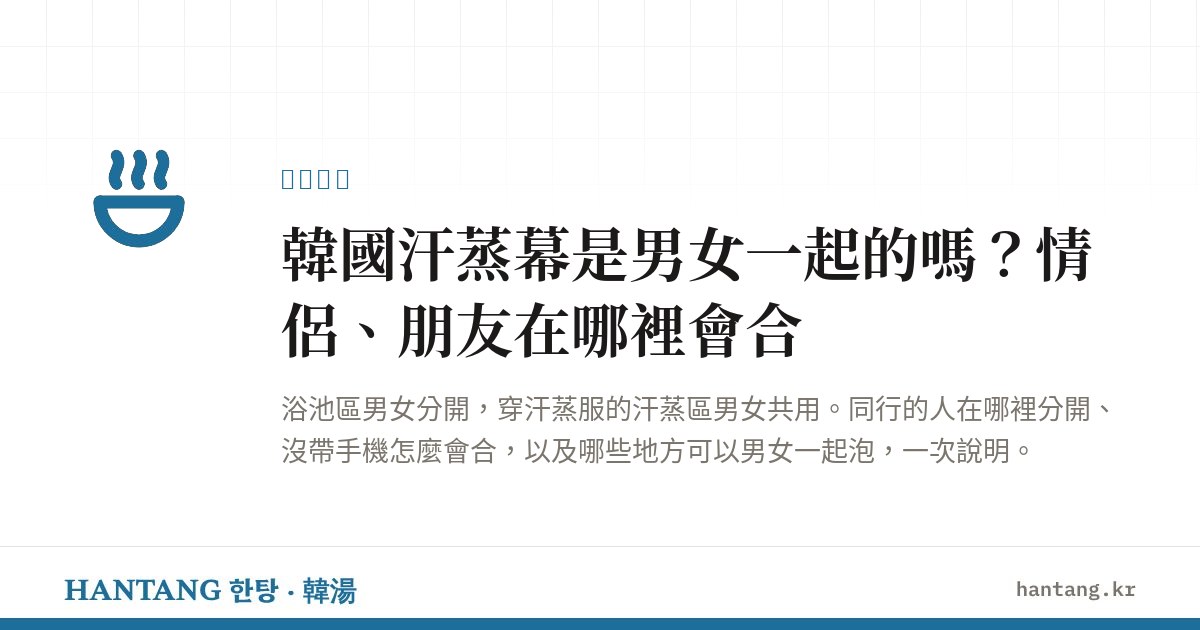 韓國汗蒸幕是男女一起的嗎？情
侶、朋友在哪裡會合
浴池區男女分開，穿汗蒸服的汗蒸區男女共用。同行的人在哪裡分開、
沒帶手機怎麼會合，以及哪些地方可以男女一起泡，一次說明。
HANTANG 한탕 · 韓湯
hantang.kr